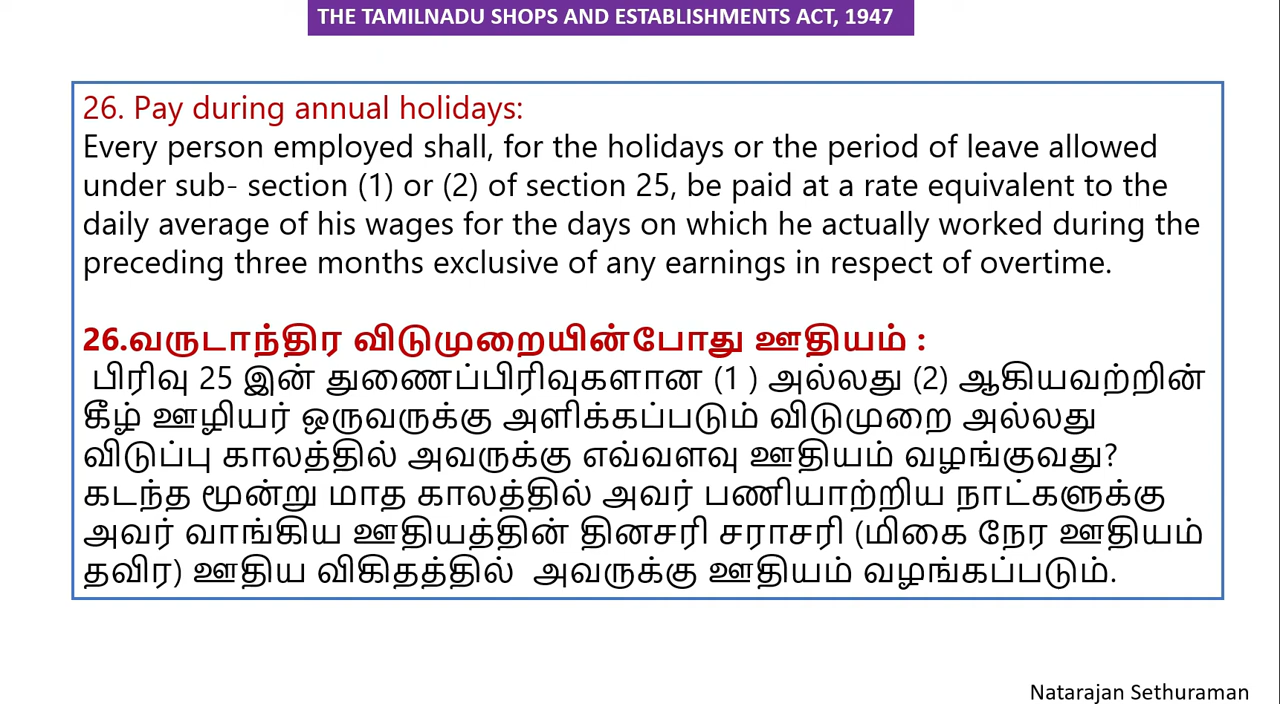 THE TAMILNADU SHOPS AND ESTABLISHMENTS ACT, 1947
26. Pay during annual holidays:
Every person employed shall, for the holidays or the period of leave allowed
under sub- section (1) or (2) of section 25, be paid at a rate equivalent to the
daily average of his wages for the days on which he actually worked during the
preceding three months exclusive of any earnings in respect of overtime.
26.வருடாந்திர விடுமுறையின்போது ஊதியம் :
பிரிவு 25 இன் துணைப்பிரிவுகளான (1 ) அல்லது (2) ஆகியவற்றின்
கீழ் ஊழியர் ஒருவருக்கு அளிக்கப்படும் விடுமுறை அல்லது
விடுப்பு காலத்தில் அவருக்கு எவ்வளவு ஊதியம் வழங்குவது?
கடந்த மூன்று மாத காலத்தில் அவர் பணியாற்றிய நாட்களுக்கு
அவர் வாங்கிய ஊதியத்தின் தினசரி சராசரி (மிகை நேர ஊதியம்
தவிர) ஊதிய விகிதத்தில் அவருக்கு ஊதியம் வழங்கப்படும்.
Natarajan Sethuraman